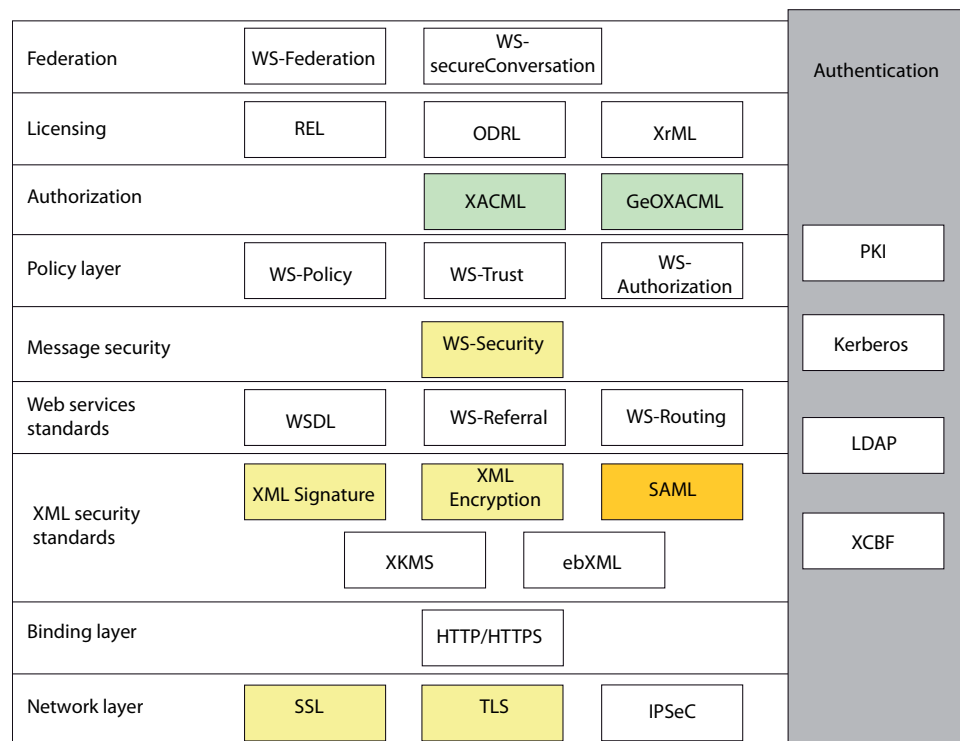 Federation
WS-Federation
WS-
secureConversation
Authentication
Licensing
REL
ODRL
XrML
Authorization
XACML
GeOXACML
Policy layer
WS-Policy
WS-Trust
WS-
Authorization
PKI
Message security
WS-Security
Kerberos
Web services
standards
WSDL
WS-Referral
WS-Routing
LDAP
XML security
standards
XML Signature
XML
Encryption
SAML
XKMS
ebXML
XCBF
Binding layer
HTTP/HTTPS
Network layer
SSL
TLS
IPSeC